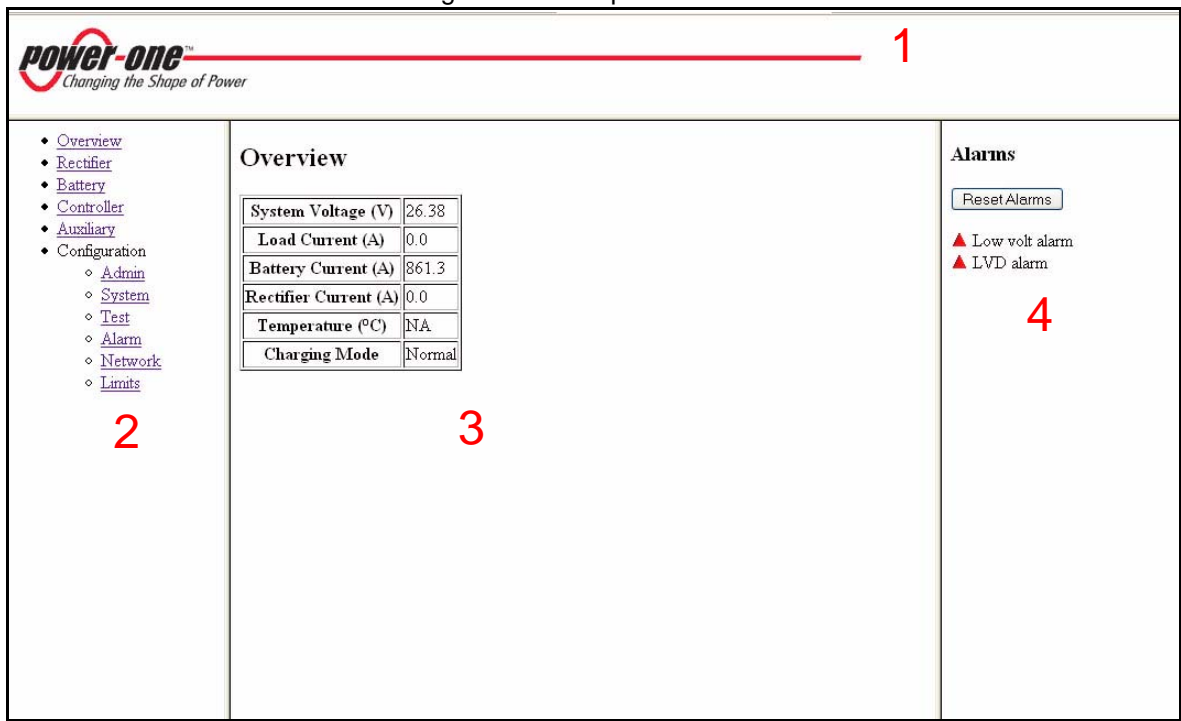 power-one™
Changing the Shape of Power
1
Overview
Rectifier
Battery
Controller
Auxiliary
Configuration
Admin
System
Test
Alarm
Network
Limits
2
Overview
System Voltage (V) 26.38
Load Current (A) 0.0
Battery Current (A) 861.3
Rectifier Current (A) 0.0
Temperature (ºC) NA
Charging Mode Normal
3
Alarms
Reset Alarms
Low volt alarm
LVD alarm
4